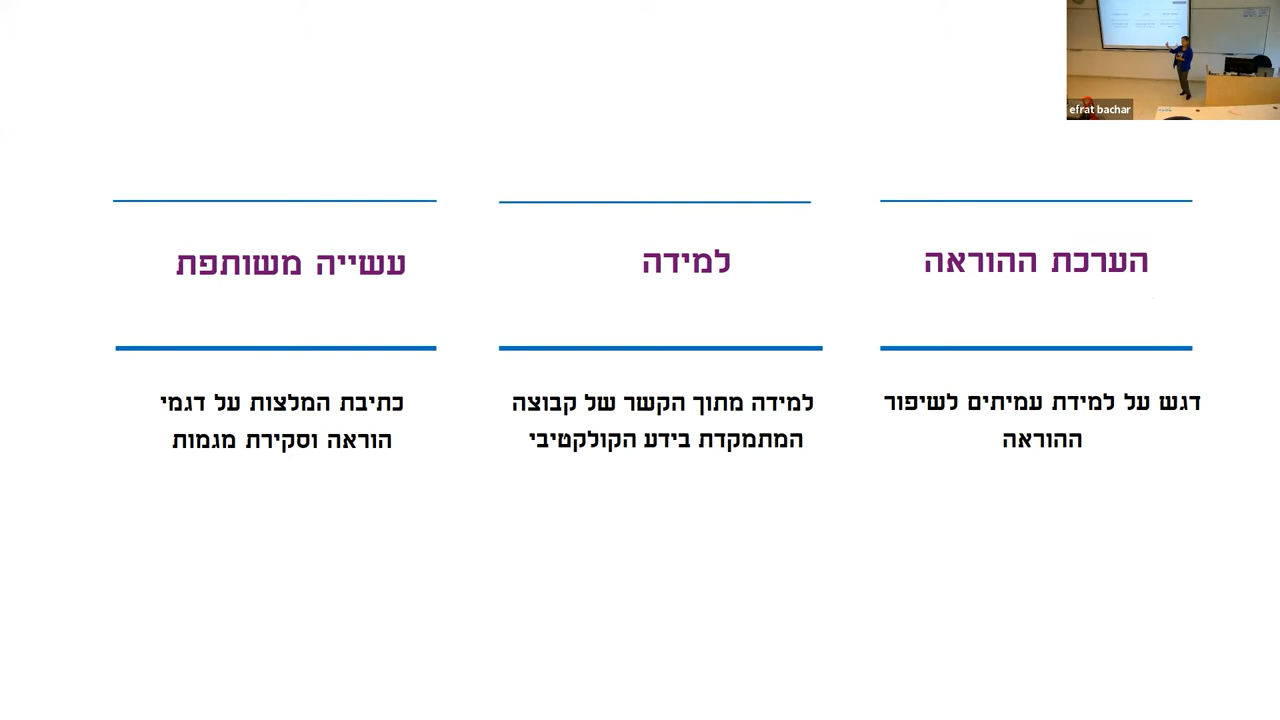 efrat bachar
הערכת ההוראה
דגש על למידת עמיתים לשיפור
ההוראה
למידה
למידה מתוך הקשר של קבוצה
המתמקדת בידע הקולקטיבי
עשייה משותפת
כתיבת המלצות על דגמי
הוראה וסקירת מגמות